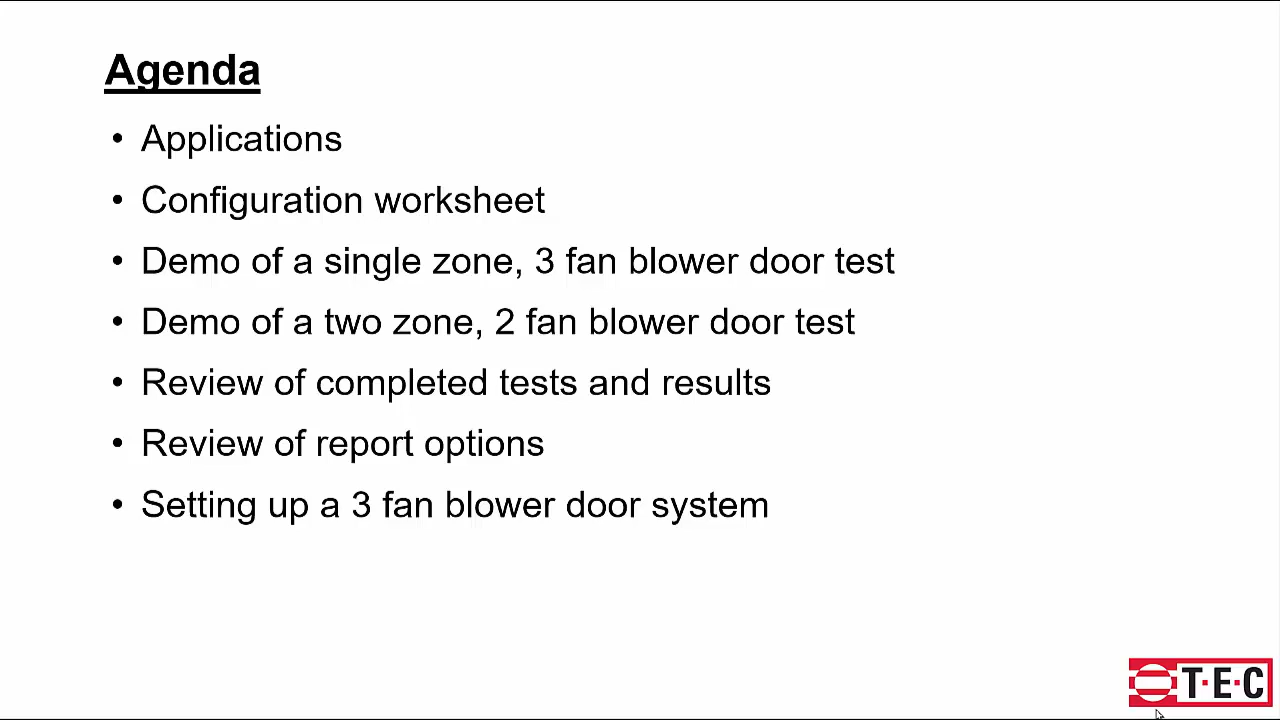 Agenda
• Applications
• Configuration worksheet
• Demo of a single zone, 3 fan blower door test
• Demo of a two zone, 2 fan blower door test
• Review of completed tests and results
• Review of report options
• Setting up a 3 fan blower door system
T·E·C